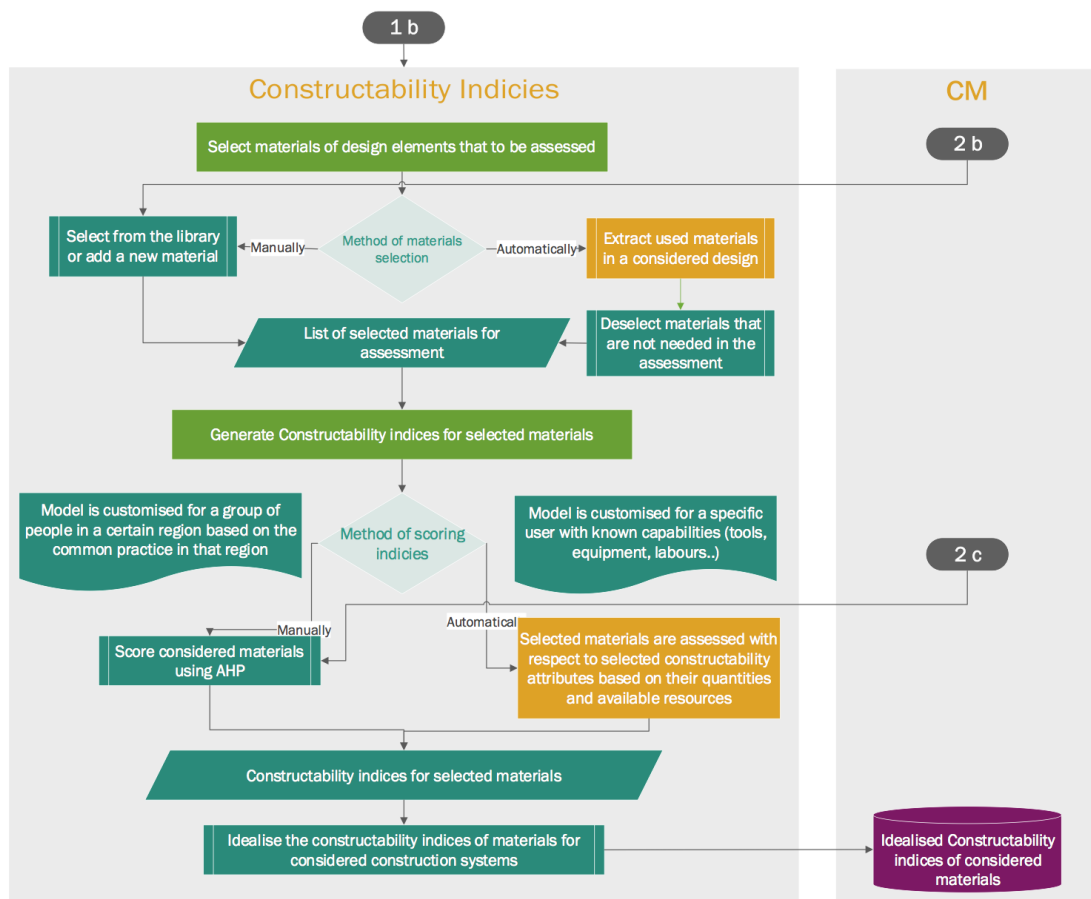 1 b
Constructability Indicies
CM
Select materials of design elements that to be assessed
2 b
Select from the library
or add a new material
Manually
Method of materials
selection
Automatically
Extract used materials
in a considered design
List of selected materials for
assessment
Deselect materials that
are not needed in the
assessment
Generate Constructability indices for selected materials
Model is customised for a group of
people in a certain region based on the
common practice in that region
Method of scoring
indicies
Model is customised for a specific
user with known capabilities (tools,
equipment, labours..)
2 c
Manually
Automatically
Score considered materials
using AHP
Selected materials are assessed with
respect to selected constructability
attributes based on their quantities
and available resources
Constructability indices for selected materials
Idealise the constructability indices of materials for
considered construction systems
Idealised Constructability
indices of considered
materials